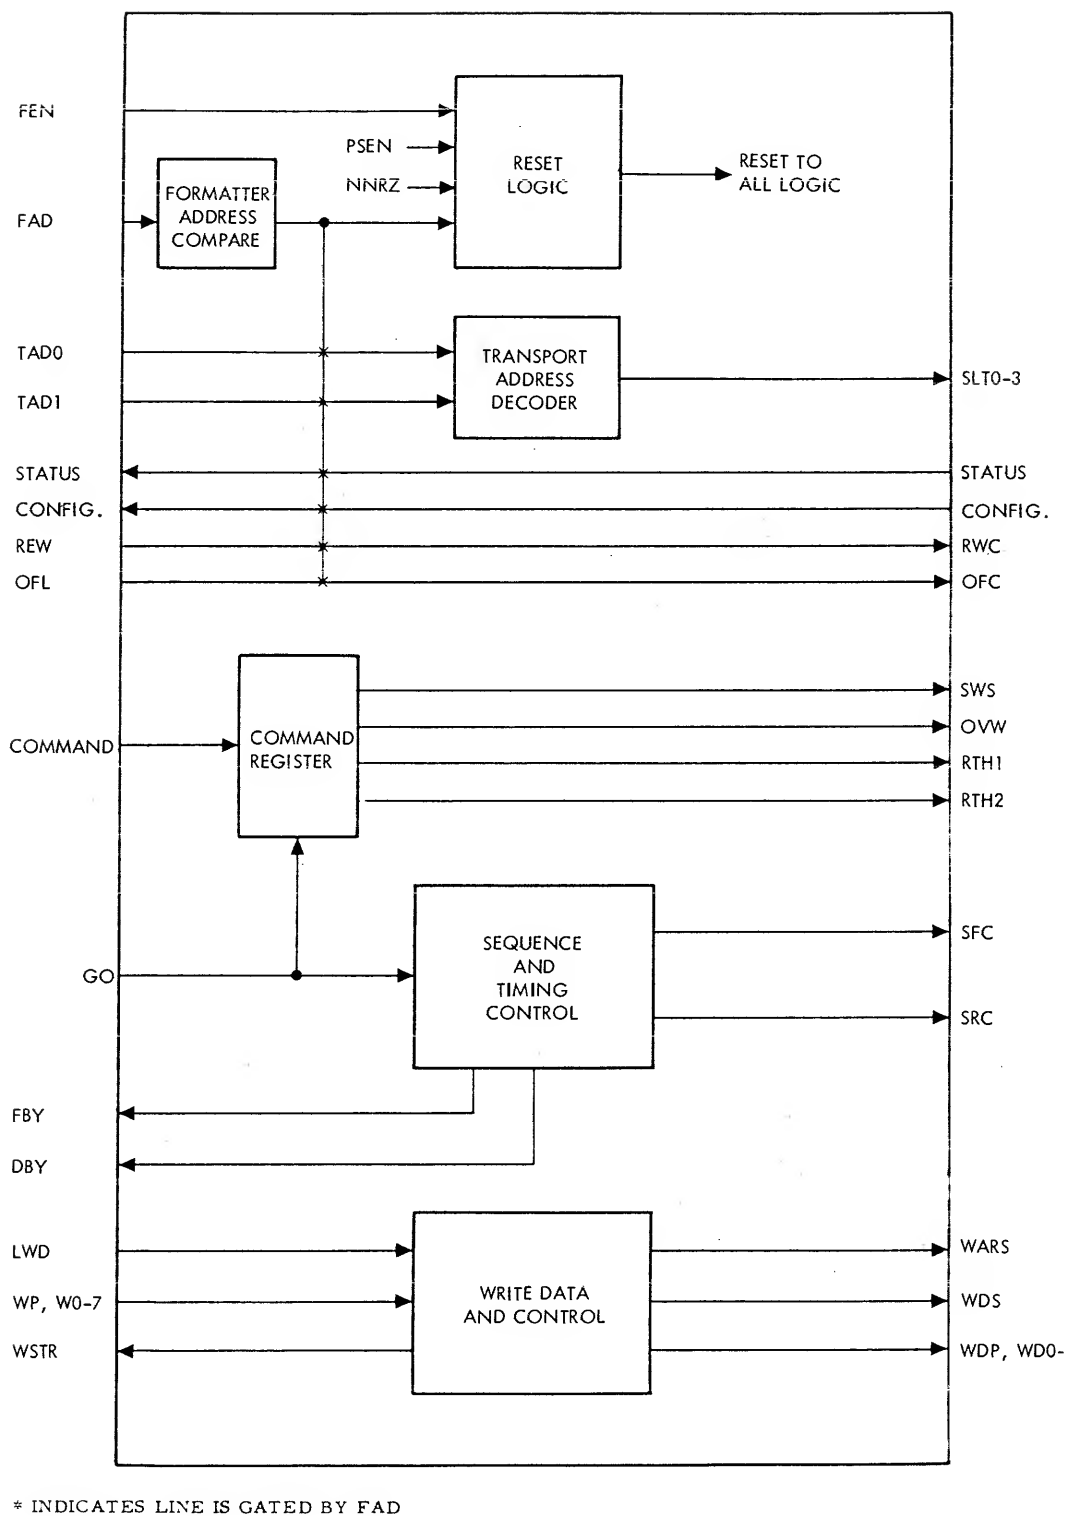 FEN
PSEN
RESET
LOGIC
RESET TO
ALL LOGIC
NNRZ
FORMATTER
ADDRESS
COMPARE
FAD
TAD0
TAD1
TRANSPORT
ADDRESS
DECODER
SLT0-3
STATUS
STATUS
CONFIG.
CONFIG.
REW
RWC
OFL
OFC
COMMAND
COMMAND
REGISTER
SWS
OVW
RTH1
RTH2
GO
SEQUENCE
AND
TIMING
CONTROL
SFC
SRC
FBY
DBY
LWD
WP, W0-7
WSTR
WRITE DATA
AND CONTROL
WARS
WDS
WDP, WD0-
* INDICATES LINE IS GATED BY FAD